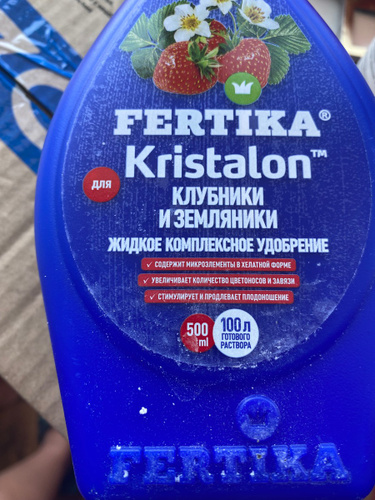 FERTIKA®
Kristalon™
ДЛЯ
КЛУБНИКИ
И ЗЕМЛЯНИКИ
ЖИДКОЕ КОМПЛЕКСНОЕ УДОБРЕНИЕ
СОДЕРЖИТ МИКРОЭЛЕМЕНТЫ В ХЕЛАТНОЙ ФОРМЕ
УВЕЛИЧИВАЕТ КОЛИЧЕСТВО ЦВЕТОНОСОВ И ЗАВЯЗИ
СТИМУЛИРУЕТ И ПРОДЛЕВАЕТ ПЛОДОНОШЕНИЕ
500
ml
100 л
ГОТОВОГО
РАСТВОРА
FERTIKA